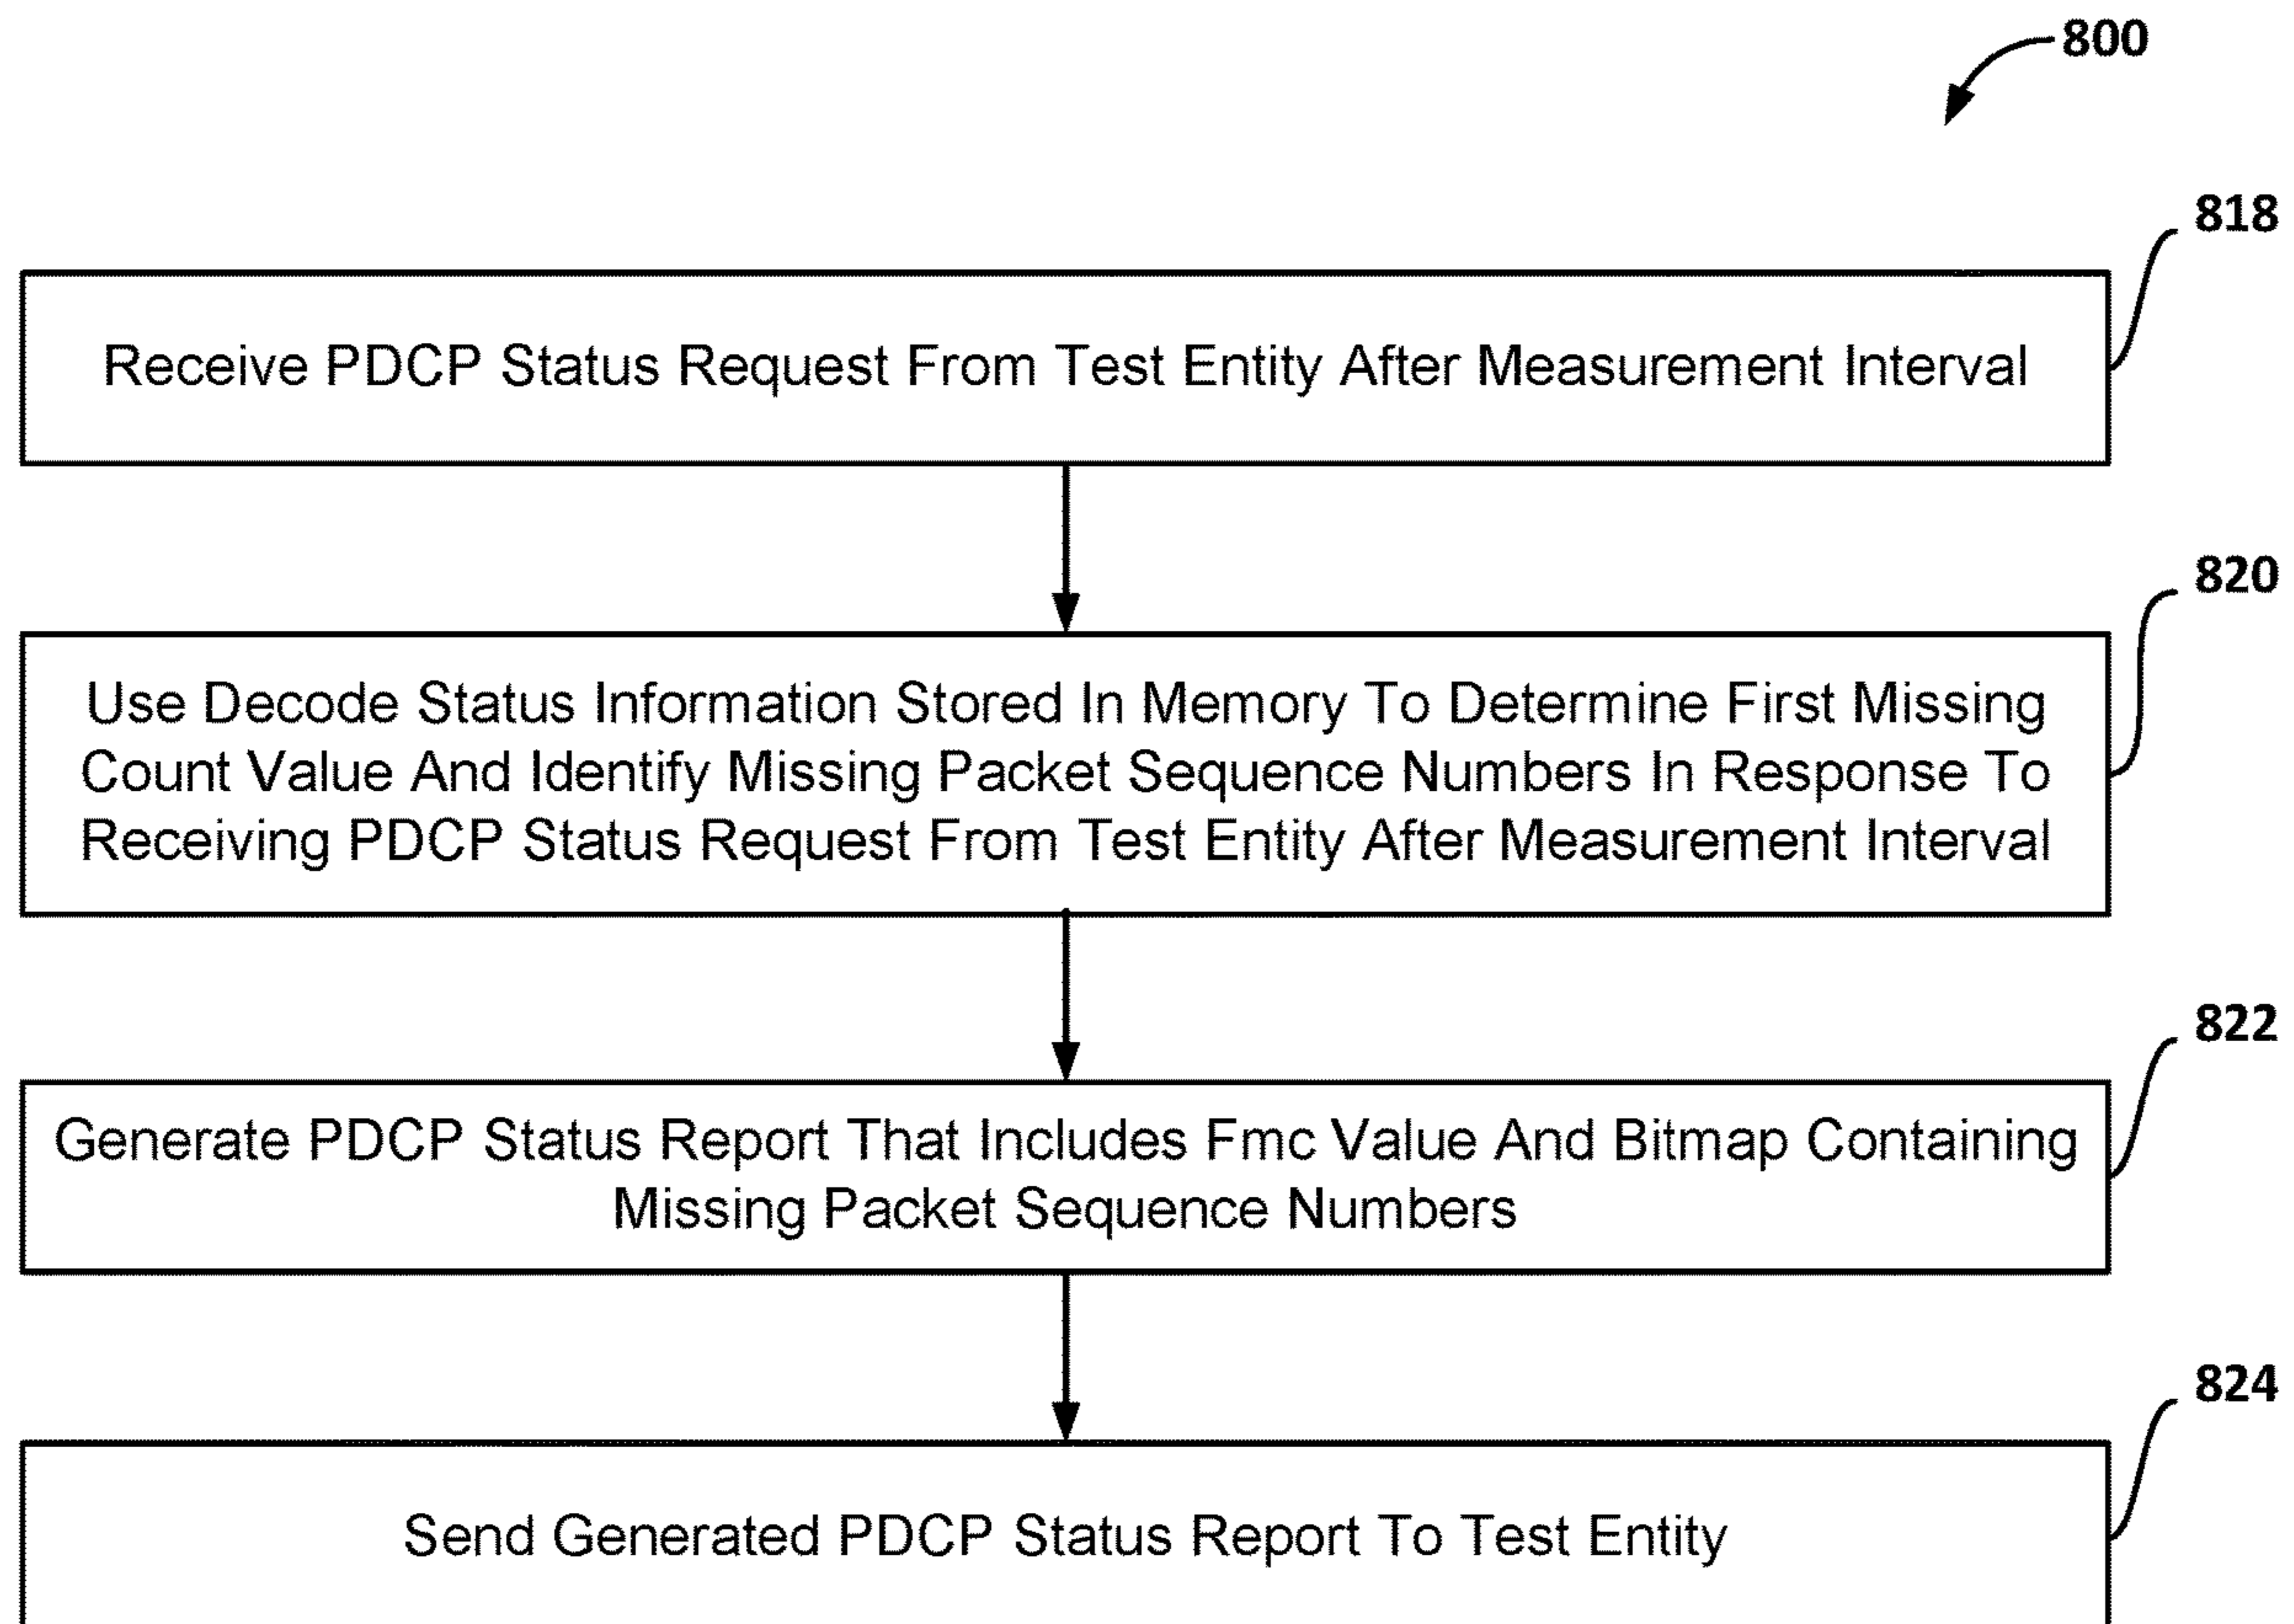 800
818
Receive PDCP Status Request From Test Entity After Measurement Interval
820
Use Decode Status Information Stored In Memory To Determine First Missing
Count Value And Identify Missing Packet Sequence Numbers In Response To
Receiving PDCP Status Request From Test Entity After Measurement Interval
822
Generate PDCP Status Report That Includes Fmc Value And Bitmap Containing
Missing Packet Sequence Numbers
824
Send Generated PDCP Status Report To Test Entity